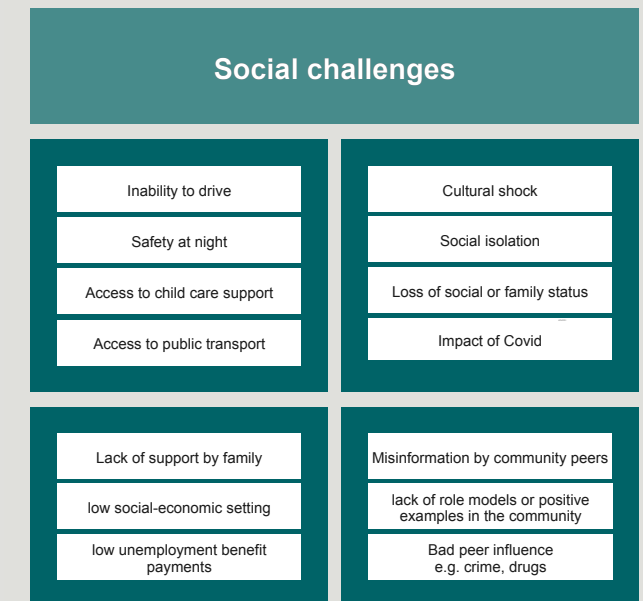 Social challenges
Inability to drive
Safety at night
Access to child care support
Access to public transport
Cultural shock
Social isolation
Loss of social or family status
Impact of Covid
Lack of support by family
low social-economic setting
low unemployment benefit
payments
Misinformation by community peers
lack of role models or positive
examples in the community
Bad peer influence
e.g. crime, drugs